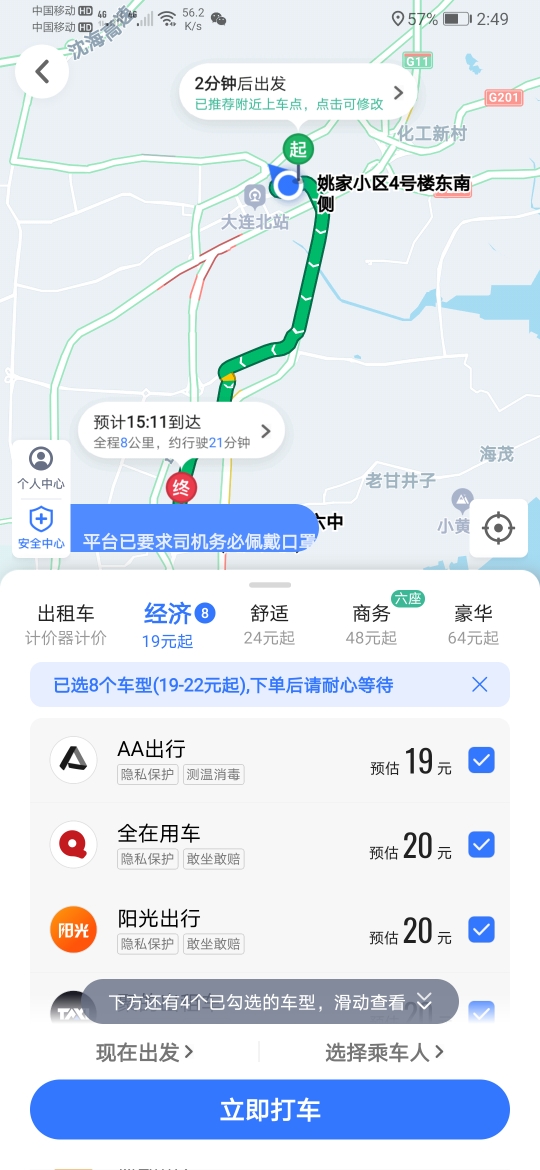 中国移动 HD 4G 4G 56.2 57% 2:49
中国移动 HD K/s
沈海高速
G11
2分钟后出发
已推荐附近上车点，点击可修改
G201
化工新村
起
姚家小区4号楼东南
侧
大连北站
预计15:11到达
全程8公里，约行驶21分钟
海茂
个人中心
老甘井子
终
小黄
六中
安全中心
平台已要求司机务必佩戴口罩
六座
出租车 经济 8 舒适 商务 豪华
计价器计价 19元起 24元起 48元起 64元起
已选8个车型(19-22元起),下单后请耐心等待
AA出行
隐私保护 测温消毒
预估 19 元
全在用车
隐私保护 敢坐敢赔
预估 20 元
阳光
阳光出行
隐私保护 敢坐敢赔
预估 20 元
下方还有4个已勾选的车型，滑动查看
现在出发 选择乘车人
立即打车